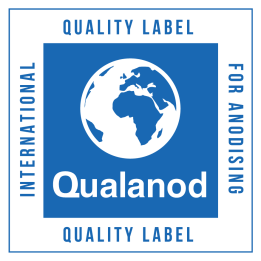 QUALITY LABEL
INTERNATIONAL
FOR ANODISING
Qualanod
QUALITY LABEL